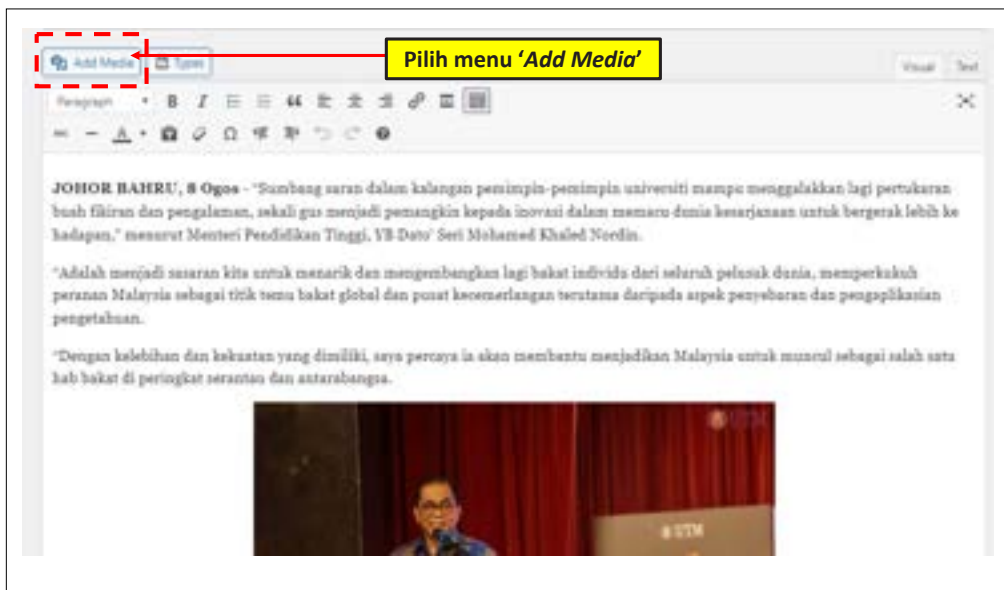 Pilih menu ‘Add Media’
Add Media Types
Visual Text
Paragraph
JOHOR BAHRU, 8 Ogos - "Sumbang saran dalam kalangan pemimpin-pemimpin universiti mampu menggalakkan lagi pertukaran
buah fikiran dan pengalaman, sekali gus menjadi pemangkin kepada inovasi dalam memacu dunia kesarjanaan untuk bergerak lebih ke
hadapan," menurut Menteri Pendidikan Tinggi, YB Dato' Seri Mohamed Khaled Nordin.
"Adalah menjadi sasaran kita untuk menarik dan mengembangkan lagi bakat individu dari seluruh pelusuk dunia, memperkukuh
peranan Malaysia sebagai titik temu bakat global dan pusat kecemerlangan terutama daripada aspek penyebaran dan pengaplikasian
pengetahuan.
"Dengan kelebihan dan kekuatan yang dimiliki, saya percaya ia akan membantu menjadikan Malaysia untuk muncul sebagai salah satu
hab bakat di peringkat serantau dan antarabangsa.
UTM
UTM